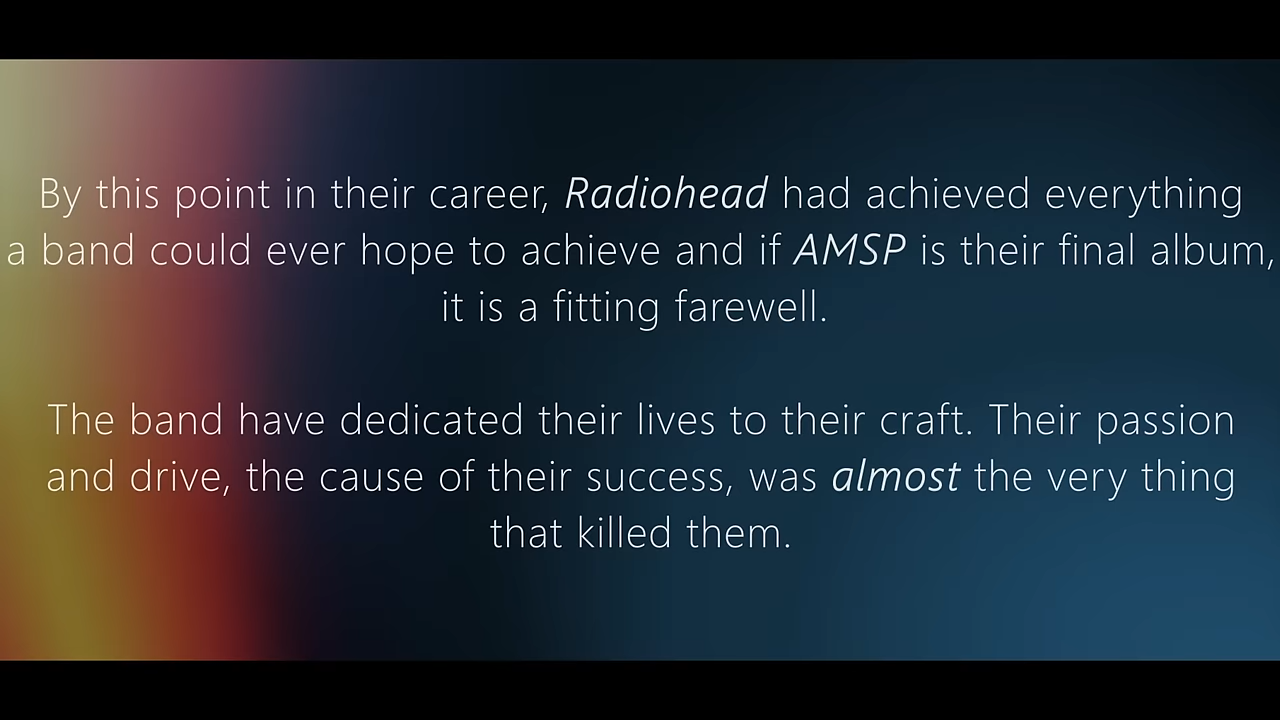 By this point in their career, Radiohead had achieved everything
a band could ever hope to achieve and if AMSP is their final album,
it is a fitting farewell.
The band have dedicated their lives to their craft. Their passion
and drive, the cause of their success, was almost the very thing
that killed them.